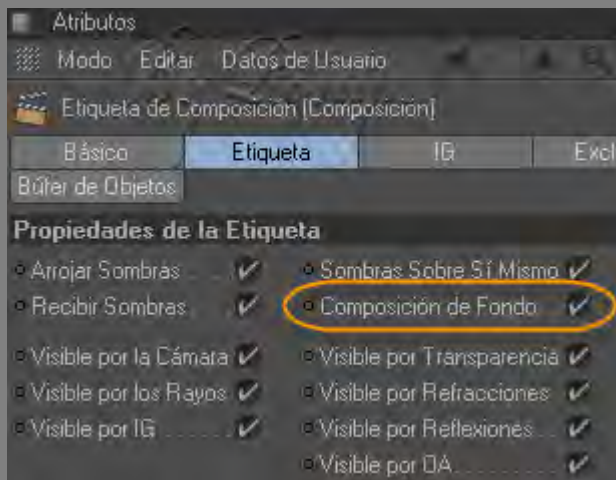 Atributos
Modo Editar Datos de Usuario
Etiqueta de Composición [Composición]
Básico Etiqueta IG Excl
Búfer de Objetos
Propiedades de la Etiqueta
Arrojar Sombras . . . . Sombras Sobre Sí Mismo
Recibir Sombras . . . . Composición de Fondo
Visible por la Cámara Visible por Transparencia
Visible por los Rayos Visible por Refracciones
Visible por IG . . . . . . . Visible por Reflexiones . .
Visible por OA . . . . . . . .